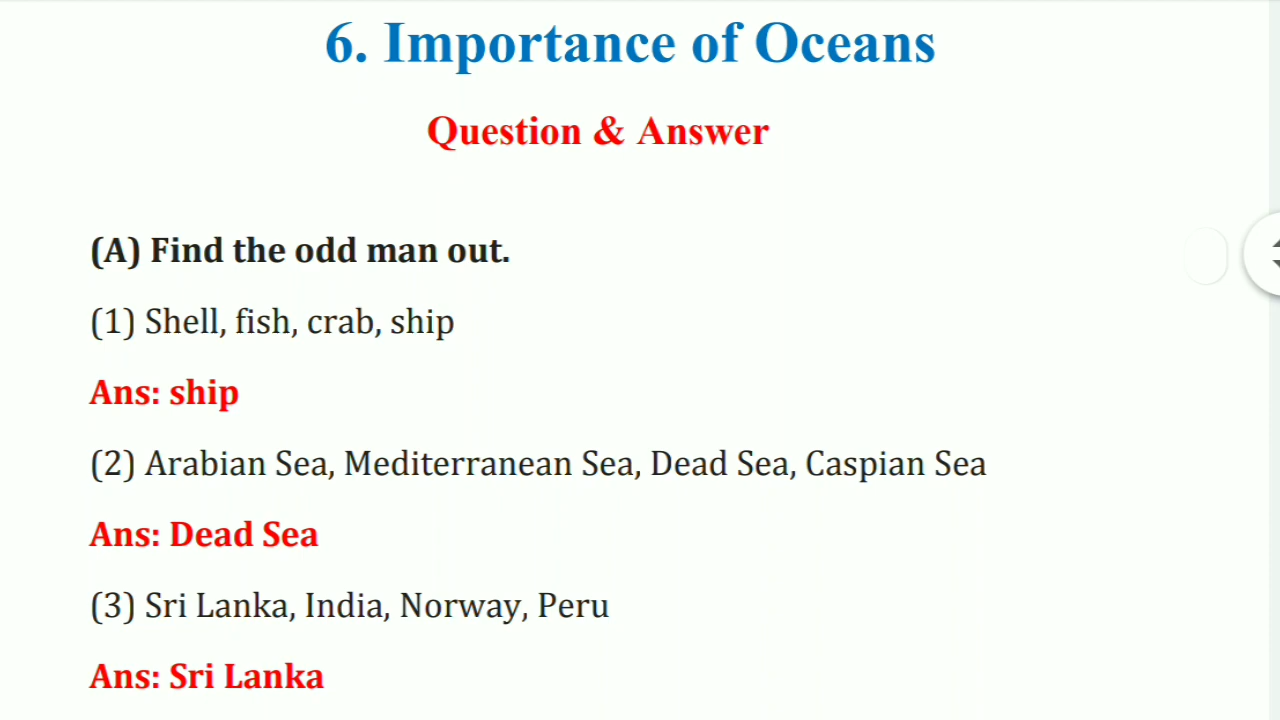 6. Importance of Oceans
Question & Answer
(A) Find the odd man out.
(1) Shell, fish, crab, ship
Ans: ship
(2) Arabian Sea, Mediterranean Sea, Dead Sea, Caspian Sea
Ans: Dead Sea
(3) Sri Lanka, India, Norway, Peru
Ans: Sri Lanka